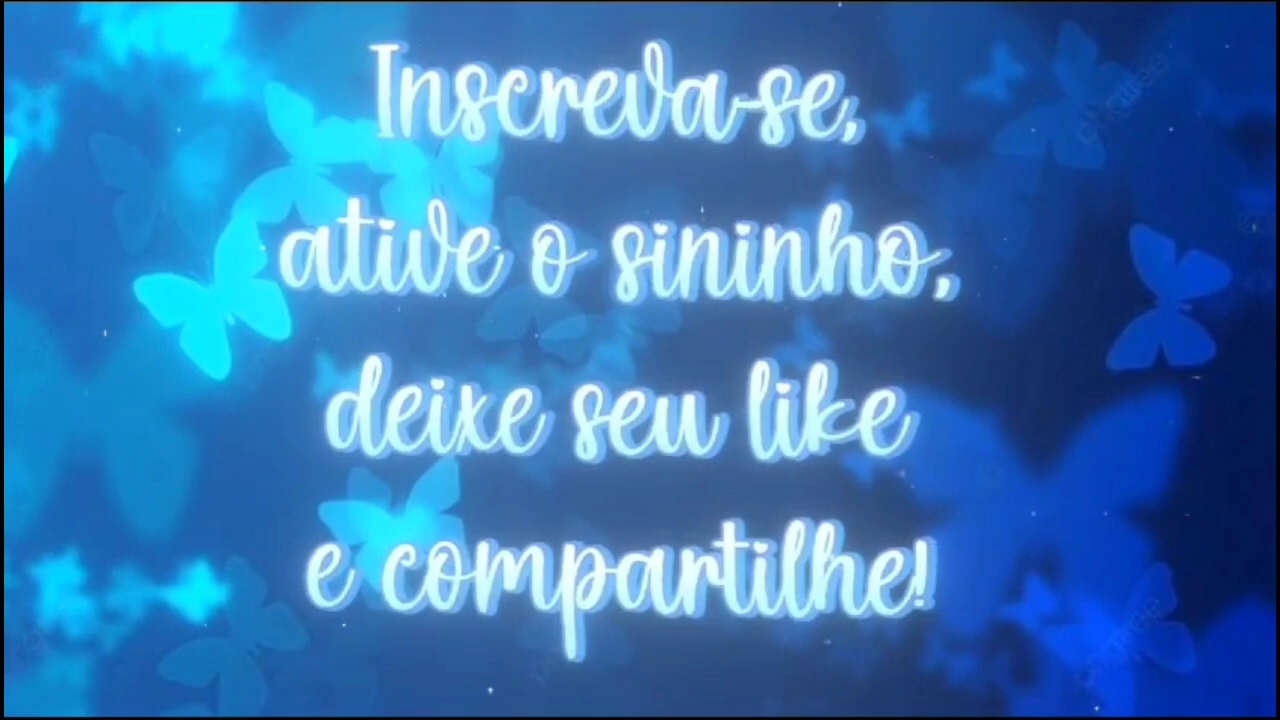 Inscreva-se,
ative o sininho,
deixe seu like
e compartilhe!